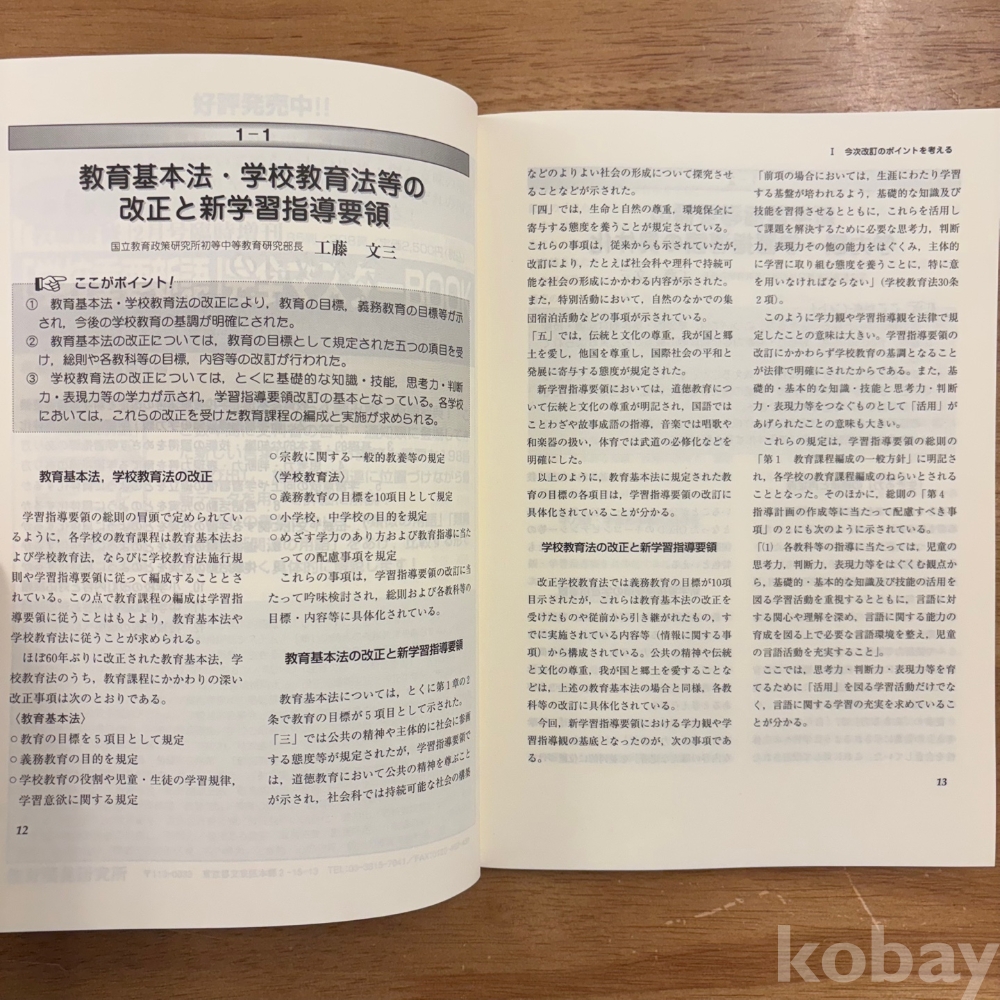 1-1
教育基本法・学校教育法等の
改正と新学習指導要領
国立教育政策研究所初等中等教育研究部長 工藤 文三
ここがポイント!
① 教育基本法・学校教育法の改正により,教育の目標,義務教育の目標等が示
され,今後の学校教育の基調が明確にされた。
② 教育基本法の改正については,教育の目標として規定された五つの項目を受
け,総則や各教科等の目標,内容等の改訂が行われた。
③ 学校教育法の改正については,とくに基礎的な知識・技能,思考力・判断
力・表現力等の学力が示され,学習指導要領改訂の基本となっている。各学校
においては,これらの改正を受けた教育課程の編成と実施が求められる。
教育基本法,学校教育法の改正
学習指導要領の総則の冒頭で定められてい
るように,各学校の教育課程は教育基本法お
よび学校教育法,ならびに学校教育法施行規
則や学習指導要領に従って編成することとさ
れている。この点で教育課程の編成は学習指
導要領に従うことはもとより,教育基本法や
学校教育法に従うことが求められる。
ほぼ60年ぶりに改正された教育基本法,学
校教育法のうち,教育課程にかかわりの深い
改正事項は次のとおりである。
〈教育基本法〉
○教育の目標を5項目として規定
○義務教育の目的を規定
○学校教育の役割や児童・生徒の学習規律,
学習意欲に関する規定
○宗教に関する一般的教養等の規定
〈学校教育法〉
○義務教育の目標を10項目として規定
○小学校,中学校の目的を規定
○めざす学力のあり方および教育の指導に当た
っての配慮事項を規定
これらの事項は,学習指導要領の改訂に当
たって吟味検討され,総則および各教科等の
目標・内容等に具体化されている。
教育基本法の改正と新学習指導要領
教育基本法については,とくに第1章の2
条で教育の目標が5項目として示された。
「三」では公共の精神や主体的に社会に参画
する態度等が規定されたが,学習指導要領で
は,道徳教育において公共の精神を尊ぶこと
が示され,社会科では持続可能な社会の構築
12
Ⅰ 今次改訂のポイントを考える
などのよりよい社会の形成について探究させ
ることなどが示された。
「四」では,生命と自然の尊重,環境保全に
寄与する態度を養うことが規定されている。
これらの事項は,従来からも示されていたが,
改訂により,たとえば社会科や理科で持続可
能な社会の形成にかかわる内容が示された。
また,特別活動において,自然のなかでの集
団宿泊活動などの重視が示されている。
「五」では,伝統と文化の尊重,我が国と郷
土を愛し,他国を尊重し,国際社会の平和と
発展に寄与する態度が規定された。
新学習指導要領においては,道徳教育につ
いて伝統と文化の尊重が明記され,国語では
ことわざや故事成語の指導,音楽では唱歌や
和楽器の扱い,体育では武道の必修化などを
明確にした。
以上のように,教育基本法に規定された教
育の目標の各項目は,学習指導要領の改訂に
具体化されていることが分かる。
学校教育法の改正と新学習指導要領
改正学校教育法では義務教育の目標が10項
目示されたが,これらは教育基本法の改正を
受けたものや従前から引き継がれたもの,す
でに実施されている内容等(情報に関する事
項)から構成されている。公共の精神や伝統
と文化の尊重,我が国と郷土を愛することな
どは,上述の教育基本法の場合と同様,各教
科等の改訂に具体化されている。
今回,新学習指導要領における学力観や学
習指導観の基底となったのが,次の事項であ
る。
「前項の場合においては,生涯にわたり学習
する基盤が培われるよう,基礎的な知識及び
技能を習得させるとともに,これらを活用し
て課題を解決するために必要な思考力,判断
力,表現力その他の能力をはぐくみ,主体的
に学習に取り組む態度を養うことに,特に意
を用いなければならない」(学校教育法30条
2項)。
このように学力観や学習指導観を法律で規
定したことの意味は大きい。学習指導要領の
改訂にかかわらず学校教育の基調となること
が法律で明確にされたからである。また,基
礎的・基本的な知識・技能と思考力・判断
力・表現力等をつなぐものとして「活用」が
あげられたことの意味も大きい。
これらの規定は,学習指導要領の総則の
「第1 教育課程編成の一般方針」に明記さ
れ,各学校の教育課程編成のねらいとされる
こととなった。そのほかに,総則の「第4
指導計画の作成等に当たって配慮すべき事
項」の2にも次のように示されている。
「(1) 各教科等の指導に当たっては,児童の
思考力,判断力,表現力等をはぐくむ観点か
ら,基礎的・基本的な知識及び技能の活用を
図る学習活動を重視するとともに,言語に対
する関心や理解を深め,言語に関する能力の
育成を図る上で必要な言語環境を整え,児童
の言語活動を充実すること」。
ここでは,思考力・判断力・表現力等を育
てるために「活用」を図る学習活動だけでな
く,言語に関する学習の充実を求めているこ
とが分かる。
13
kobay